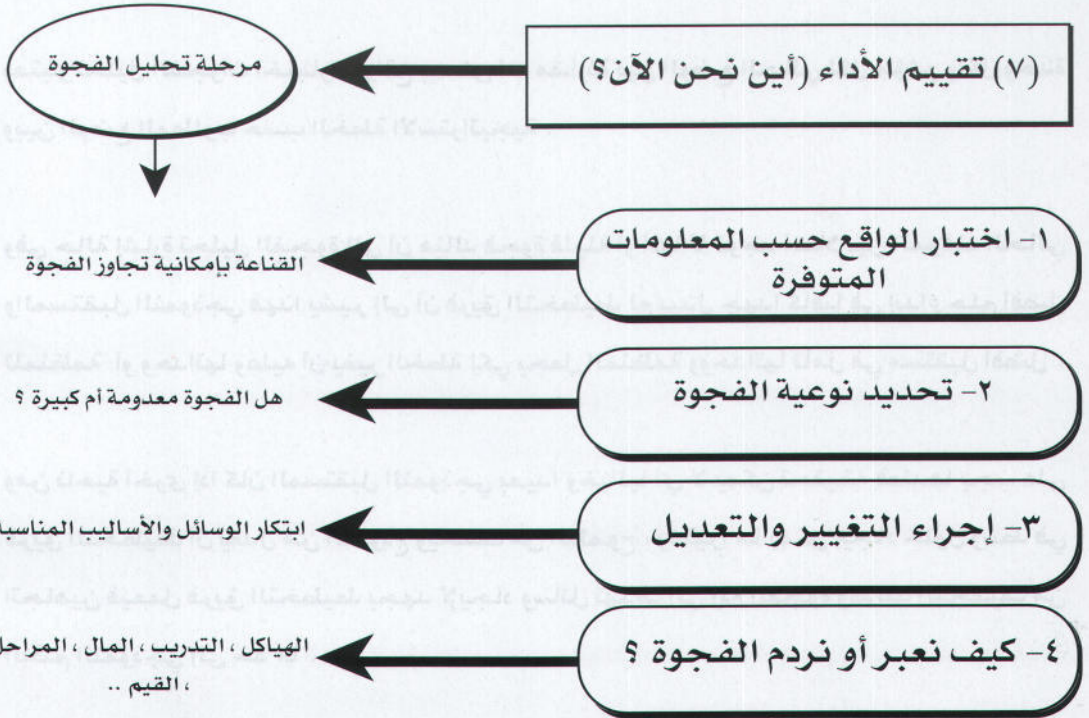 (٧) تقييم الأداء (أين نحن الآن؟)
مرحلة تحليل الفجوة
١- اختبار الواقع حسب المعلومات
المتوفرة
القناعة بإمكانية تجاوز الفجوة
٢- تحديد نوعية الفجوة
هل الفجوة معدومة أم كبيرة ؟
٣- إجراء التغيير والتعديل
ابتكار الوسائل والأساليب المناسبة
٤- كيف نعبر أو نردم الفجوة ؟
الهياكل ، التدريب ، المال ، المراحل
، القيم ..